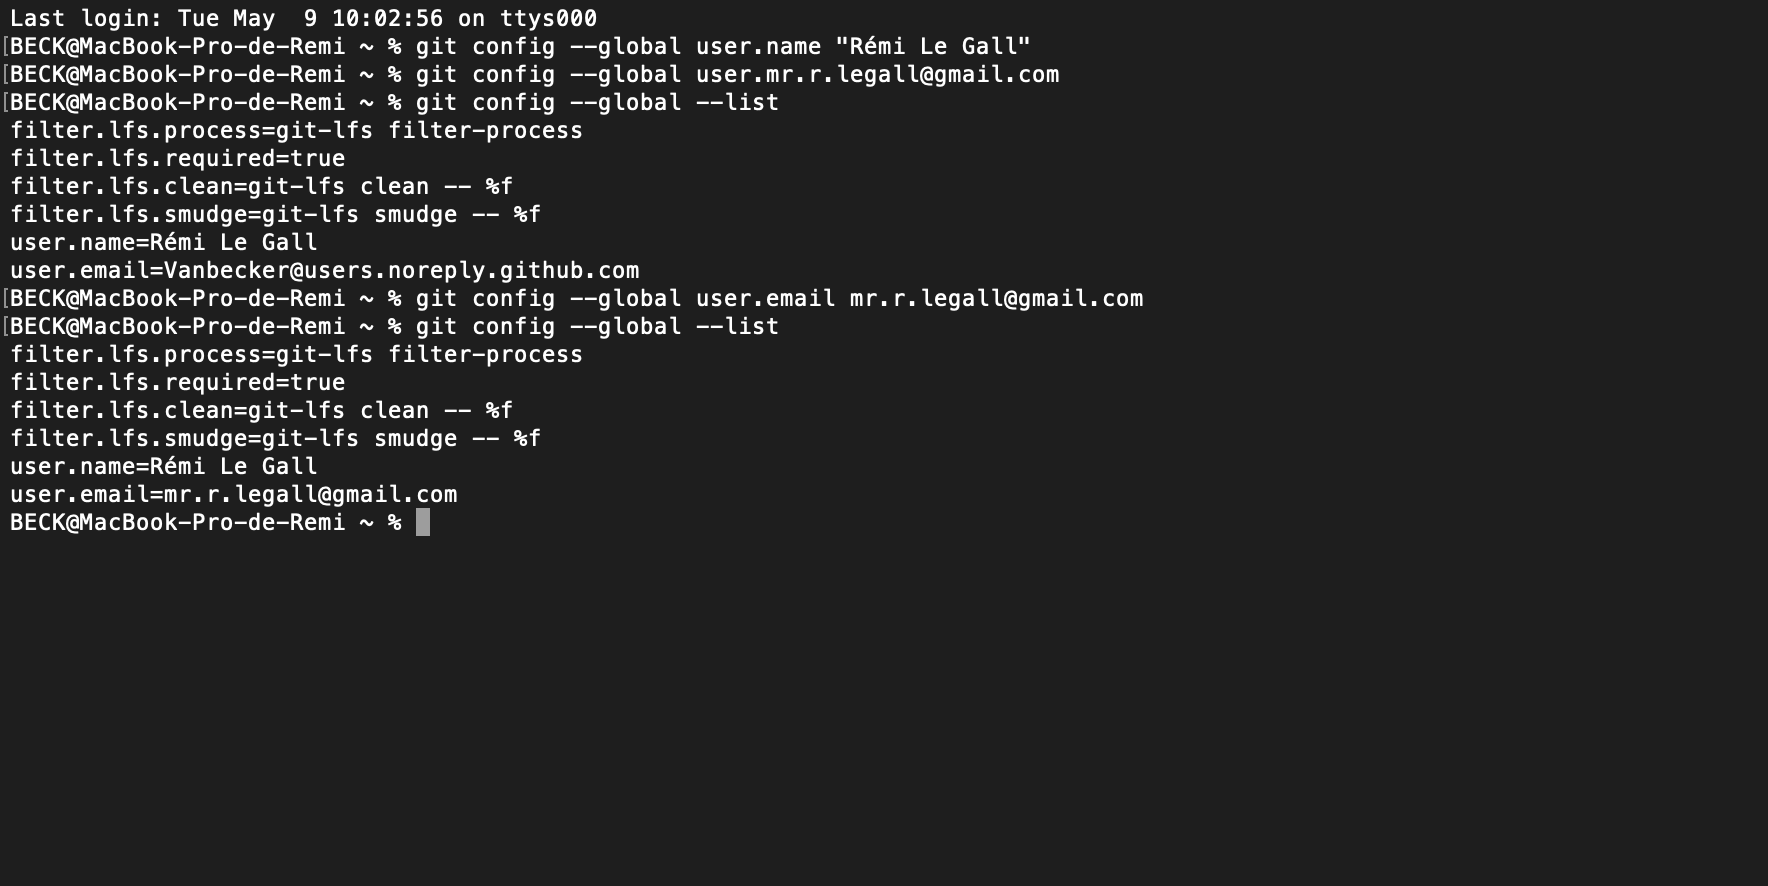 Last login: Tue May  9 10:02:56 on ttys000
[BECK@MacBook-Pro-de-Remi ~ % git config --global user.name "Rémi Le Gall"
[BECK@MacBook-Pro-de-Remi ~ % git config --global user.mr.r.legall@gmail.com
[BECK@MacBook-Pro-de-Remi ~ % git config --global --list
filter.lfs.process=git-lfs filter-process
filter.lfs.required=true
filter.lfs.clean=git-lfs clean -- %f
filter.lfs.smudge=git-lfs smudge -- %f
user.name=Rémi Le Gall
user.email=Vanbecker@users.noreply.github.com
[BECK@MacBook-Pro-de-Remi ~ % git config --global user.email mr.r.legall@gmail.com
[BECK@MacBook-Pro-de-Remi ~ % git config --global --list
filter.lfs.process=git-lfs filter-process
filter.lfs.required=true
filter.lfs.clean=git-lfs clean -- %f
filter.lfs.smudge=git-lfs smudge -- %f
user.name=Rémi Le Gall
user.email=mr.r.legall@gmail.com
BECK@MacBook-Pro-de-Remi ~ %